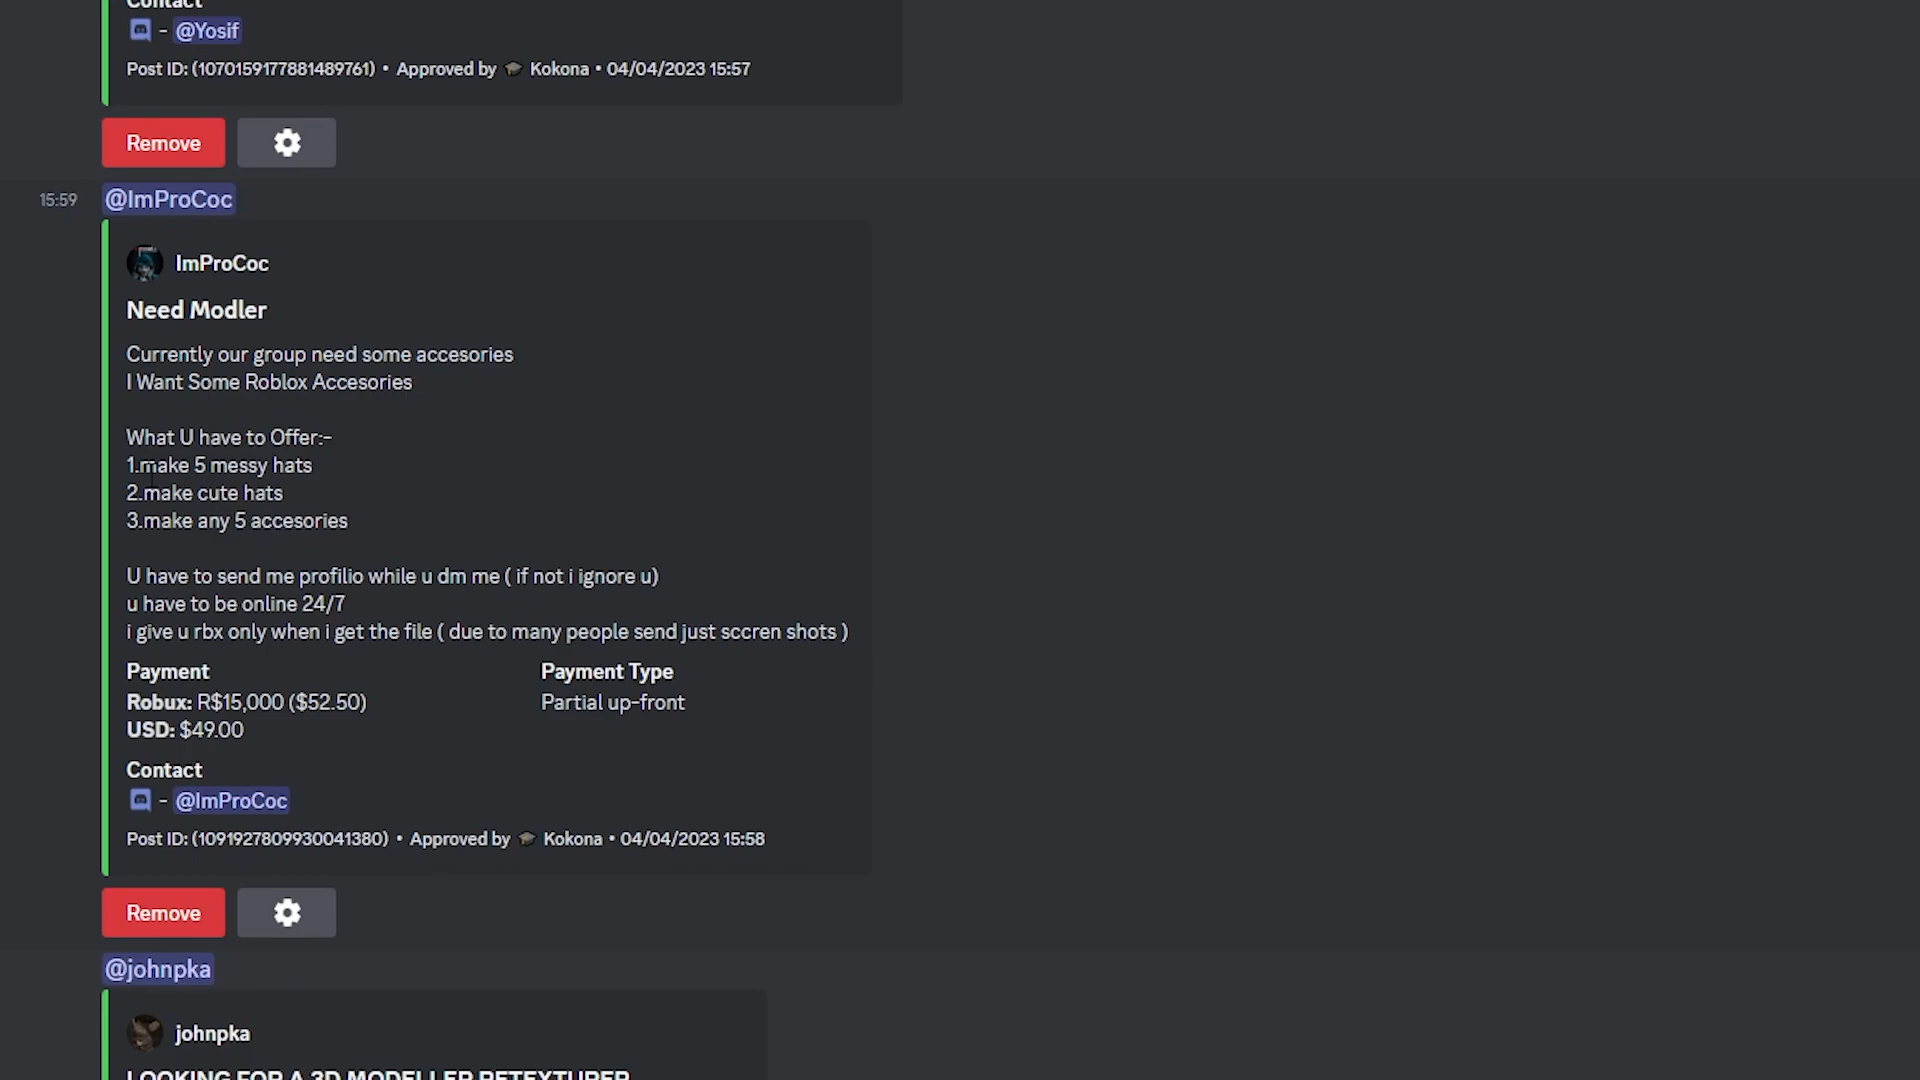 Contact
- @Yosif
Post ID: (1070159177881489761) • Approved by Kokona • 04/04/2023 15:57
Remove
15:59 @ImProCoc
ImProCoc
Need Modler
Currently our group need some accesories
I Want Some Roblox Accesories
What U have to Offer:-
1.make 5 messy hats
2.make cute hats
3.make any 5 accesories
U have to send me profilio while u dm me ( if not i ignore u)
u have to be online 24/7
i give u rbx only when i get the file ( due to many people send just sccren shots )
Payment Payment Type
Robux: R$15,000 ($52.50) Partial up-front
USD: $49.00
Contact
- @ImProCoc
Post ID: (1091927809930041380) • Approved by Kokona • 04/04/2023 15:58
Remove
@johnpka
johnpka
LOOKING FOR A 3D MODELLER RETEXTURER